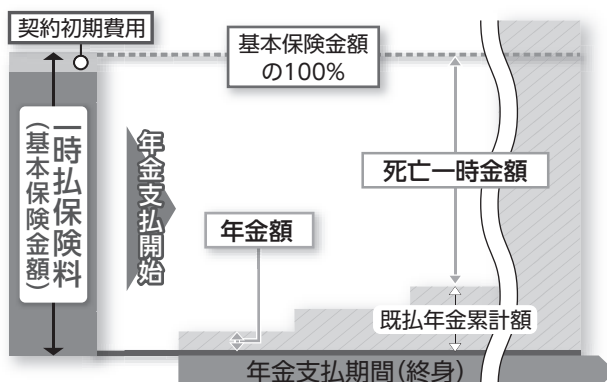 契約初期費用
基本保険金額
の100%
一時払保険料
(基本保険金額)
年金支払開始
死亡一時金額
年金額
既払年金累計額
年金支払期間(終身)